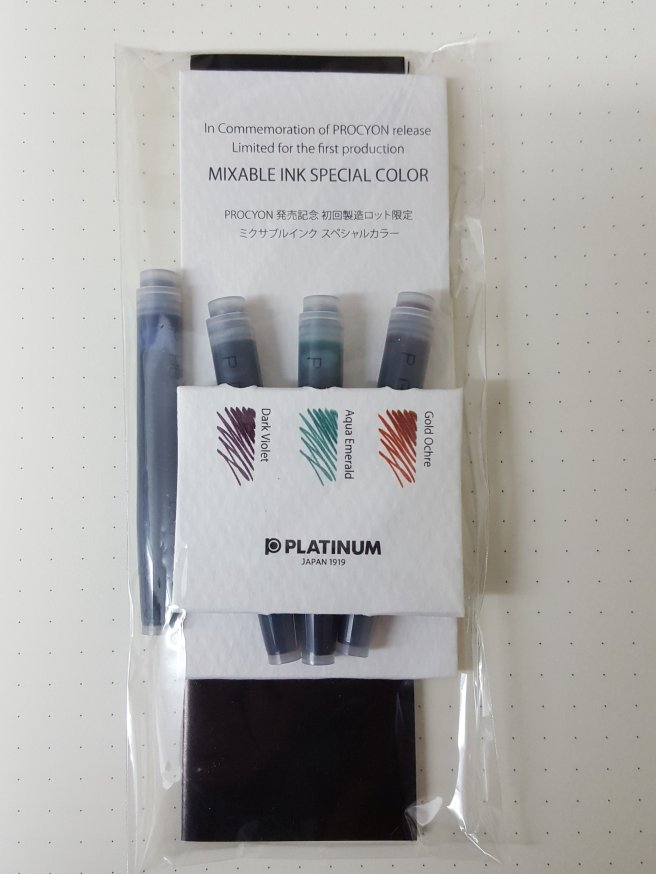 In Commemoration of PROCYON release
Limited for the first production
MIXABLE INK SPECIAL COLOR
PROCYON 発売記念 初回製造ロット限定
ミクサブルインク スペシャルカラー
Dark Violet
Aqua Emerald
Gold Ochre
PLATINUM
JAPAN 1919